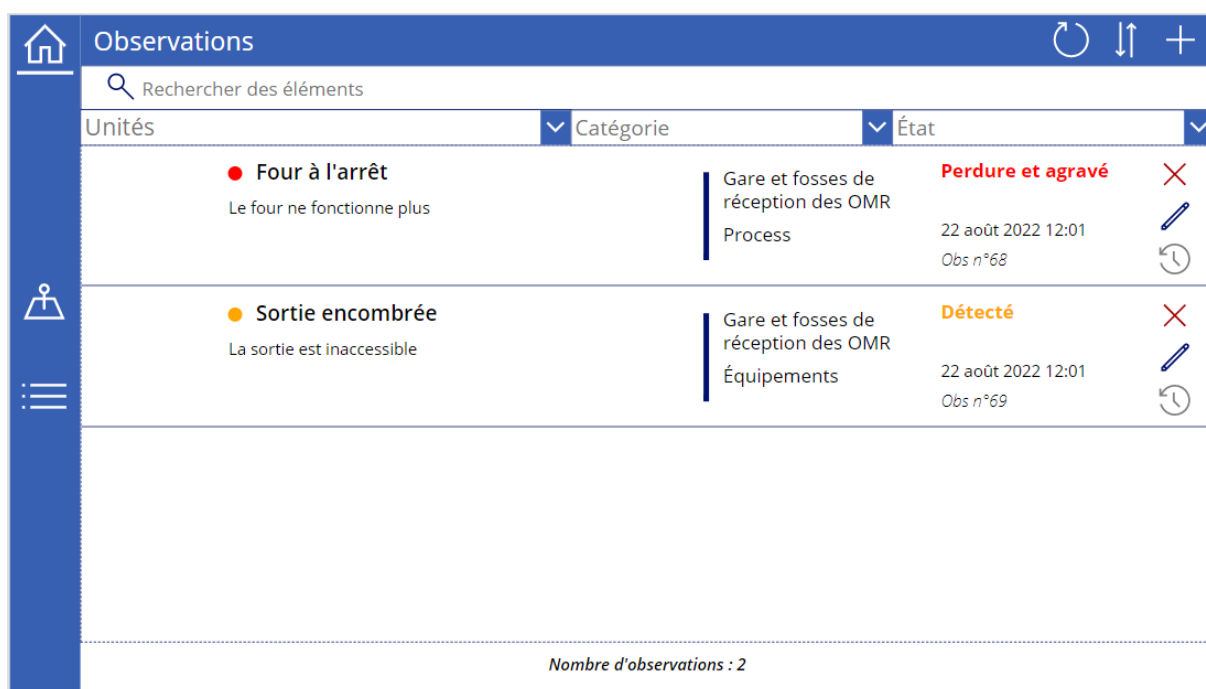 Observations
Rechercher des éléments
Unités
Catégorie
État
Four à l'arrêt
Le four ne fonctionne plus
Gare et fosses de
réception des OMR
Process
Perdure et agravé
22 août 2022 12:01
Obs n°68
Sortie encombrée
La sortie est inaccessible
Gare et fosses de
réception des OMR
Équipements
Détecté
22 août 2022 12:01
Obs n°69
Nombre d'observations : 2